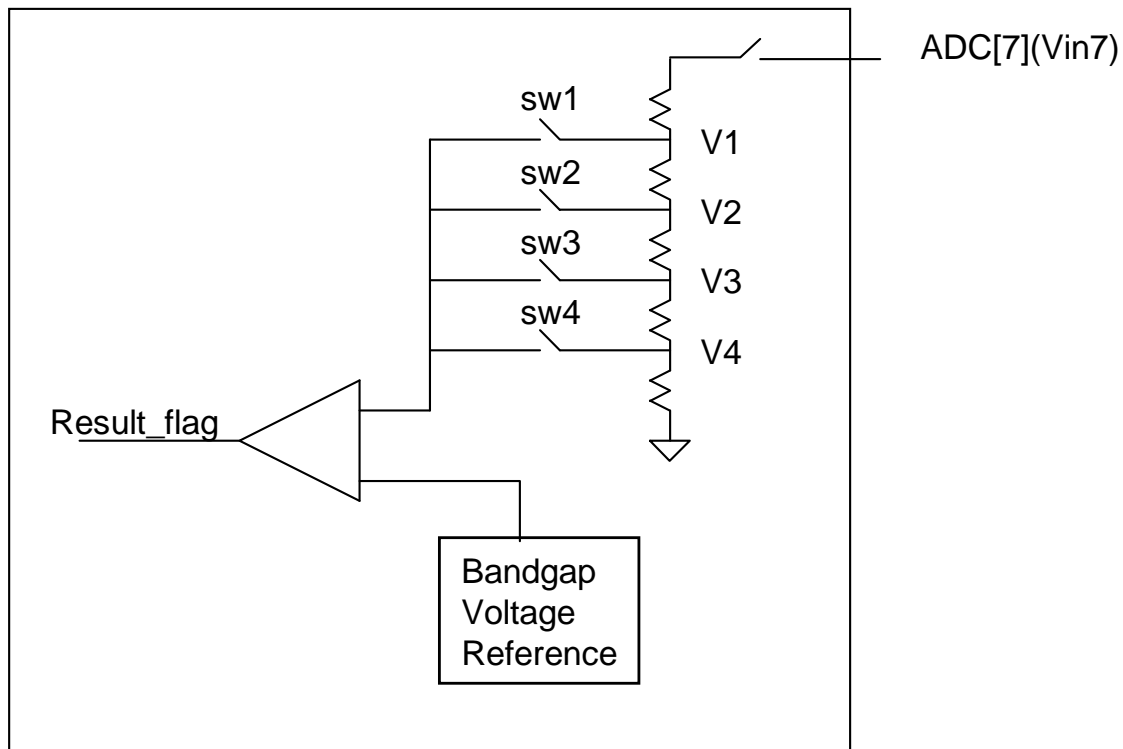 ADC[7](Vin7)
sw1
V1
sw2
V2
sw3
V3
sw4
V4
Result_flag
Bandgap
Voltage
Reference